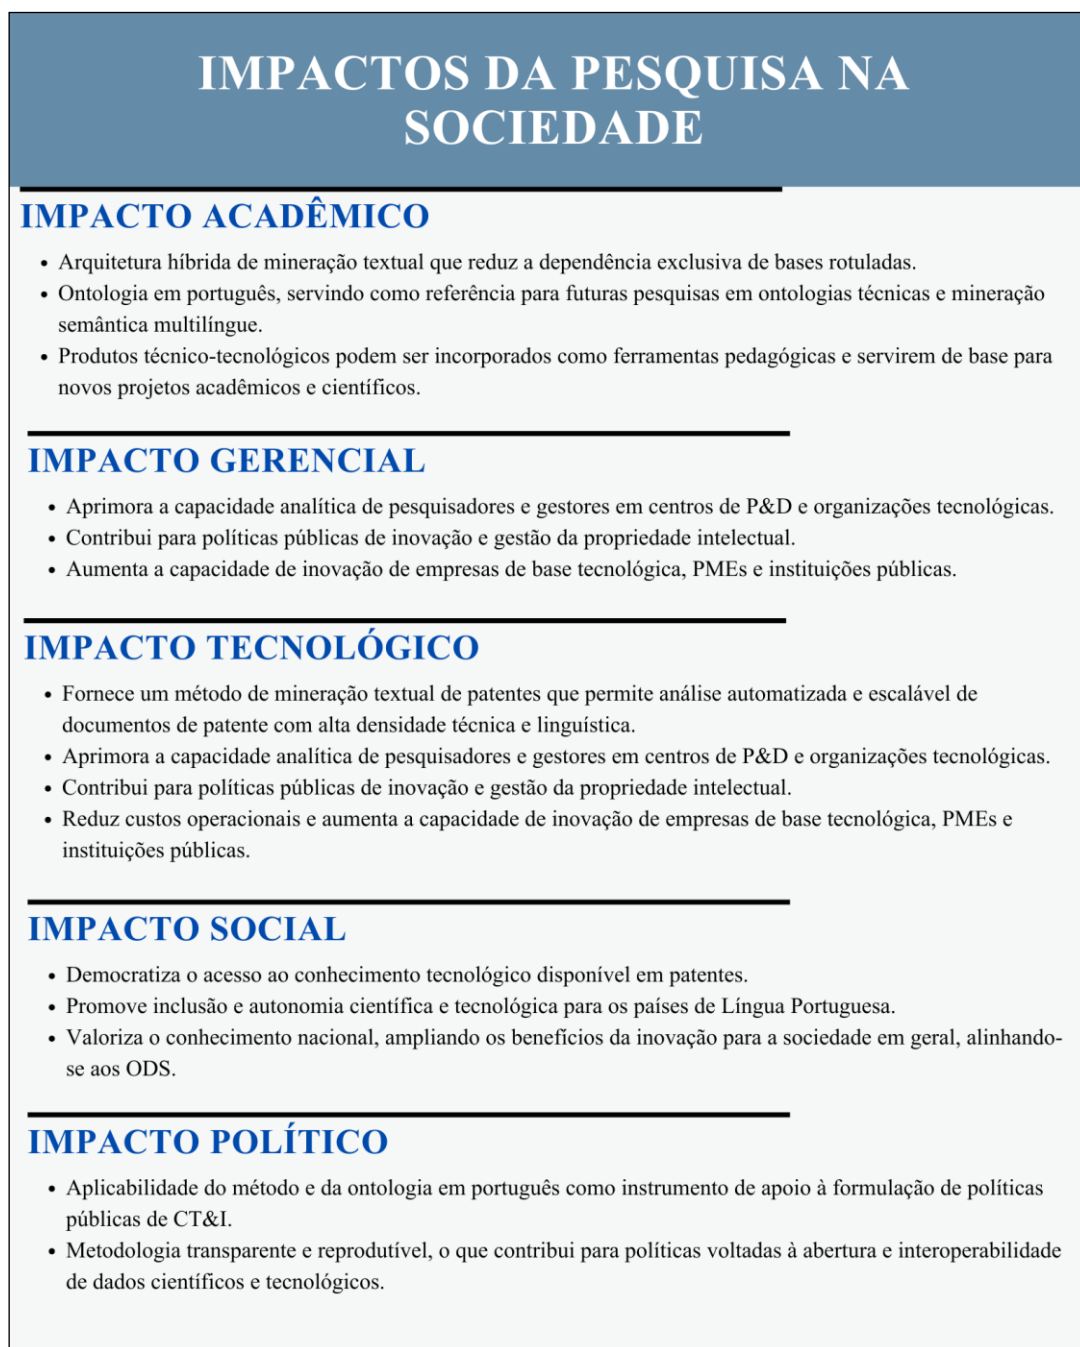 IMPACTOS DA PESQUISA NA
SOCIEDADE
IMPACTO ACADÊMICO
• Arquitetura híbrida de mineração textual que reduz a dependência exclusiva de bases rotuladas.
• Ontologia em português, servindo como referência para futuras pesquisas em ontologias técnicas e mineração
semântica multilíngue.
• Produtos técnico-tecnológicos podem ser incorporados como ferramentas pedagógicas e servirem de base para
novos projetos acadêmicos e científicos.
IMPACTO GERENCIAL
• Aprimora a capacidade analítica de pesquisadores e gestores em centros de P&D e organizações tecnológicas.
• Contribui para políticas públicas de inovação e gestão da propriedade intelectual.
• Aumenta a capacidade de inovação de empresas de base tecnológica, PMEs e instituições públicas.
IMPACTO TECNOLÓGICO
• Fornece um método de mineração textual de patentes que permite análise automatizada e escalável de
documentos de patente com alta densidade técnica e linguística.
• Aprimora a capacidade analítica de pesquisadores e gestores em centros de P&D e organizações tecnológicas.
• Contribui para políticas públicas de inovação e gestão da propriedade intelectual.
• Reduz custos operacionais e aumenta a capacidade de inovação de empresas de base tecnológica, PMEs e
instituições públicas.
IMPACTO SOCIAL
• Democratiza o acesso ao conhecimento tecnológico disponível em patentes.
• Promove inclusão e autonomia científica e tecnológica para os países de Língua Portuguesa.
• Valoriza o conhecimento nacional, ampliando os benefícios da inovação para a sociedade em geral, alinhando-
se aos ODS.
IMPACTO POLÍTICO
• Aplicabilidade do método e da ontologia em português como instrumento de apoio à formulação de políticas
públicas de CT&I.
• Metodologia transparente e reprodutível, o que contribui para políticas voltadas à abertura e interoperabilidade
de dados científicos e tecnológicos.